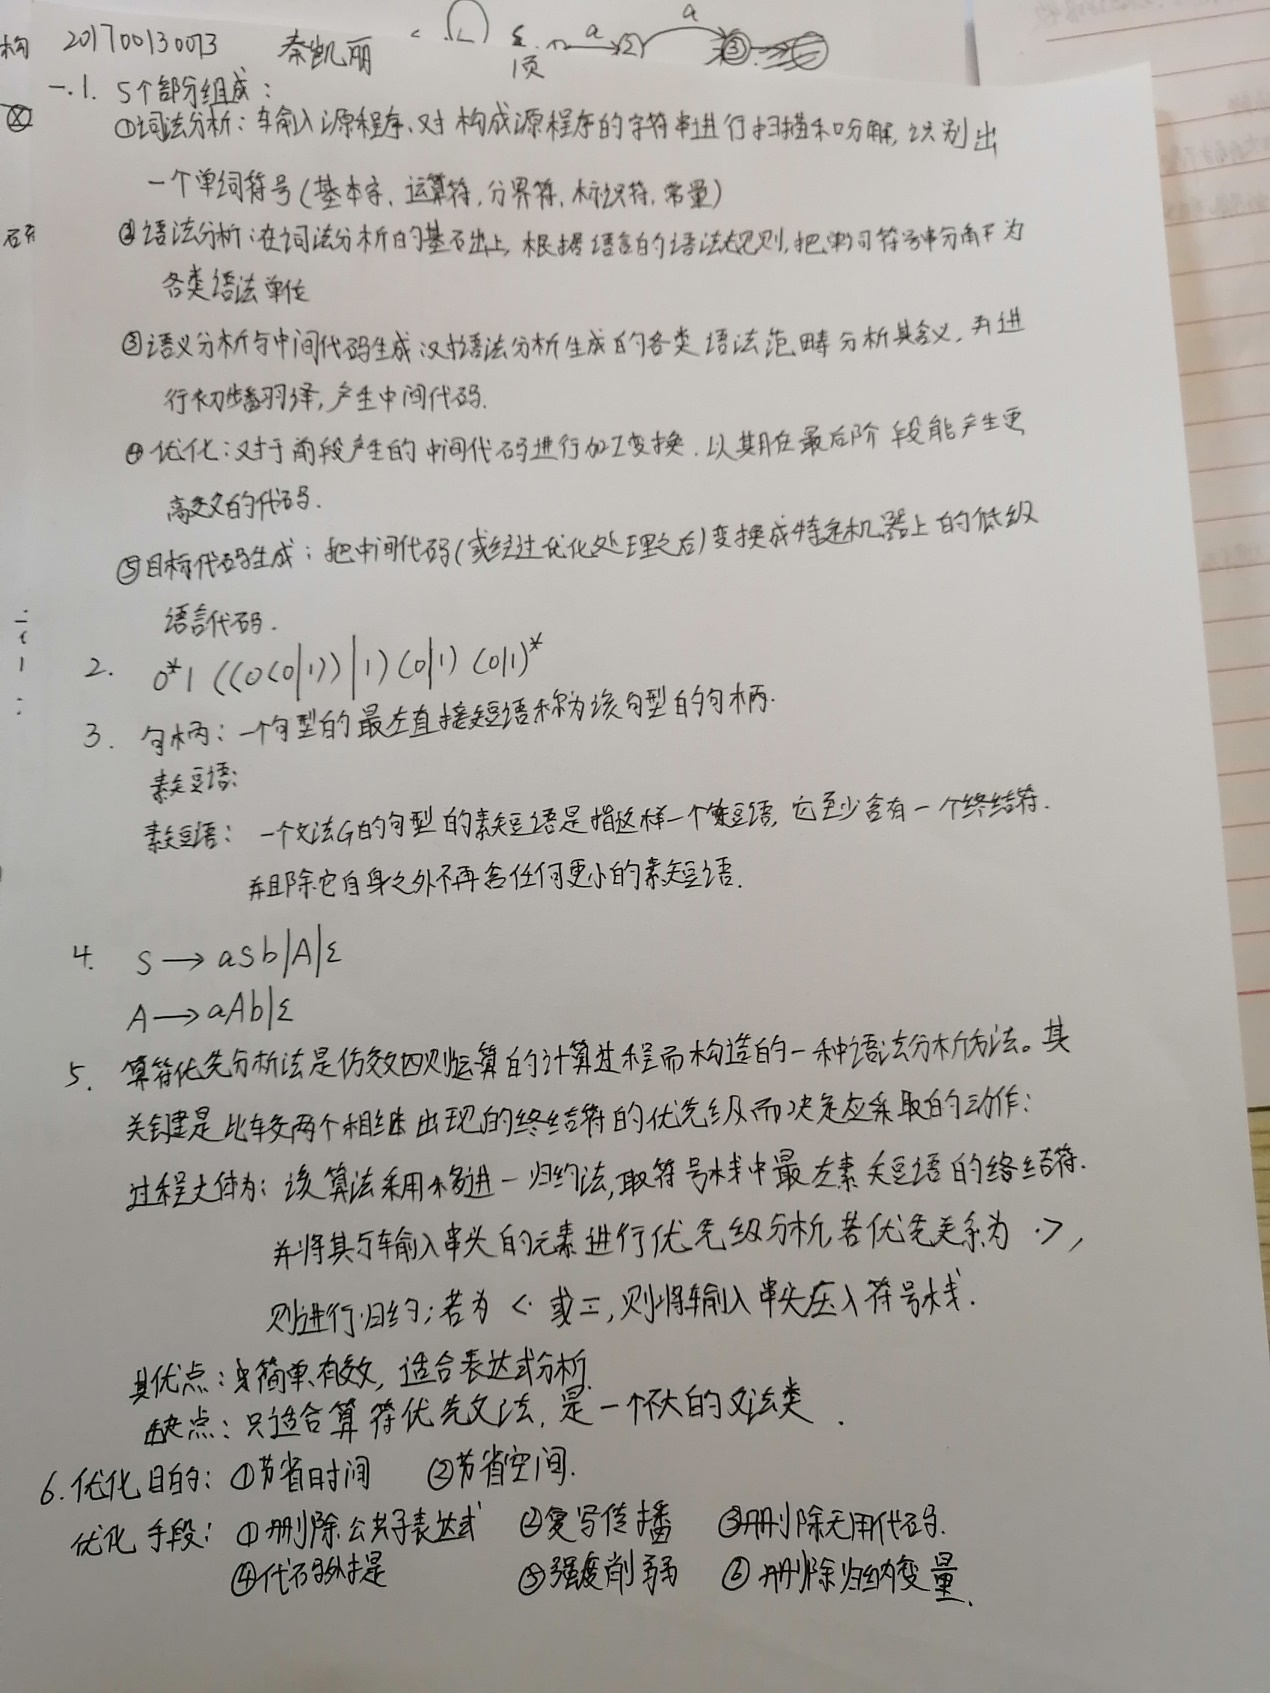 201700130073 秦凯丽 1页
一.1. 5个部分组成:
①词法分析:输入源程序、对构成源程序的字符串进行扫描和分解,识别出
一个单词符号(基本字、运算符,分界符,标识符,常量)
②语法分析:在词法分析的基础上,根据语言的语法规则,把单词符号串分解为
各类语法单位
③语义分析与中间代码生成:对语法分析生成的各类语法范畴分析其含义,并进
行初步翻译,产生中间代码.
④优化:对于前段产生的中间代码进行加工变换.以其期在最后阶段能产生更
高效的代码.
⑤目标代码生成:把中间代码(或经过优化处理之后)变换成特定机器上的低级
语言代码.
2. 0*1 ((0(0|1))|1)(0|1) (0|1)*
3. 句柄:一个句型的最左直接短语称为该句型的句柄.
素短语:
素短语: 一个文法G的句型的素短语是指这样一个短语,它至少含有一个终结符.
并且除它自身之外不再含任何更小的素短语.
4. S→aSb|A|ε
A→aAb|ε
5. 算符优先分析法是仿效四则运算的计算过程而构造的一种语法分析方法。其
关键是比较两个相继出现的终结符的优先级而决定应采取的动作:
过程大体为:该算法采用移进一归约法,取符号栈中最左素短语的终结符.
并将其与输入串头的元素进行优先级分析,若优先关系为 ·>,
则进行归约;若为 <· 或=,则将输入串头压入符号栈.
其优点:简单、有效,适合表达式分析.
缺点:只适合算符优先文法,是一个不大的文法类.
6.优化目的:①节省时间 ②节省空间.
优化手段:①删除公共子表达式 ②复写传播 ③删除无用代码.
④代码外提 ⑤强度削弱 ⑥删除归纳变量.